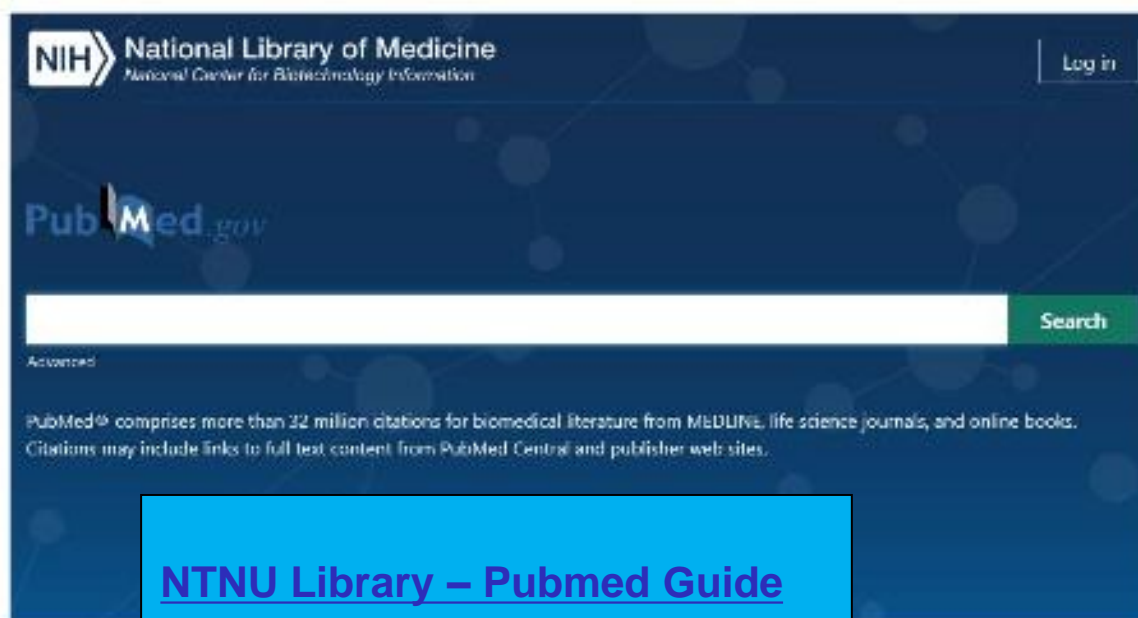 NIH National Library of Medicine
National Center for Biotechnology Information
Log in
PubMed.gov
Search
Advanced
PubMed® comprises more than 32 million citations for biomedical literature from MEDLINE, life science journals, and online books.
Citations may include links to full text content from PubMed Central and publisher web sites.
NTNU Library – Pubmed Guide